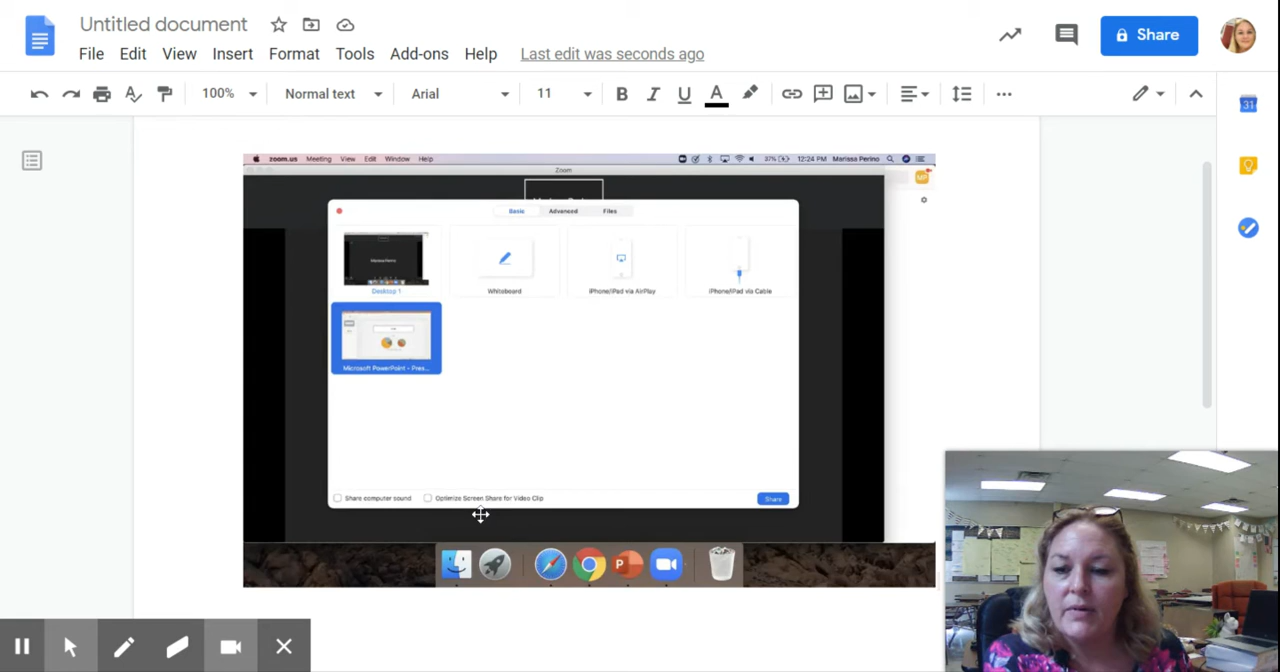 Untitled document
File Edit View Insert Format Tools Add-ons Help Last edit was seconds ago
Share
100% Normal text Arial 11 B I U A
31
zoom.us Meeting View Edit Window Help 37% 12:24 PM Marissa Perino
Zoom
MP
Basic Advanced Files
Desktop 1 Whiteboard iPhone/iPad via AirPlay iPhone/iPad via Cable
Microsoft PowerPoint - Pres...
Share computer sound Optimize Screen Share for Video Clip Share
P